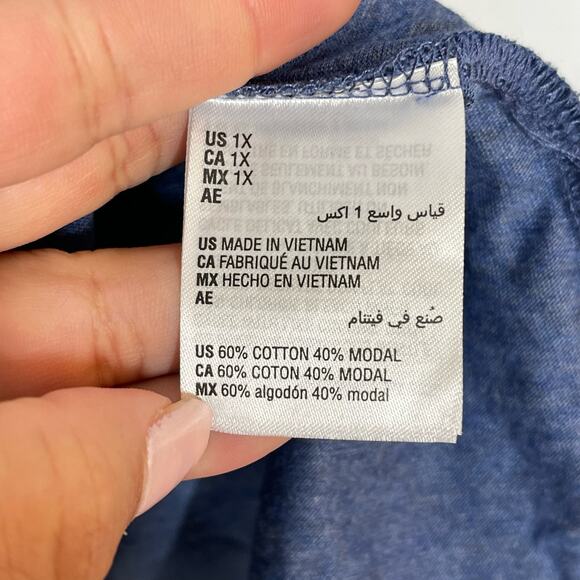 US 1X
CA 1X
MX 1X
AE
قياس واسع 1 اكس
US MADE IN VIETNAM
CA FABRIQUÉ AU VIETNAM
MX HECHO EN VIETNAM
AE
صُنع في فيتنام
US 60% COTTON 40% MODAL
CA 60% COTON 40% MODAL
MX 60% algodón 40% modal